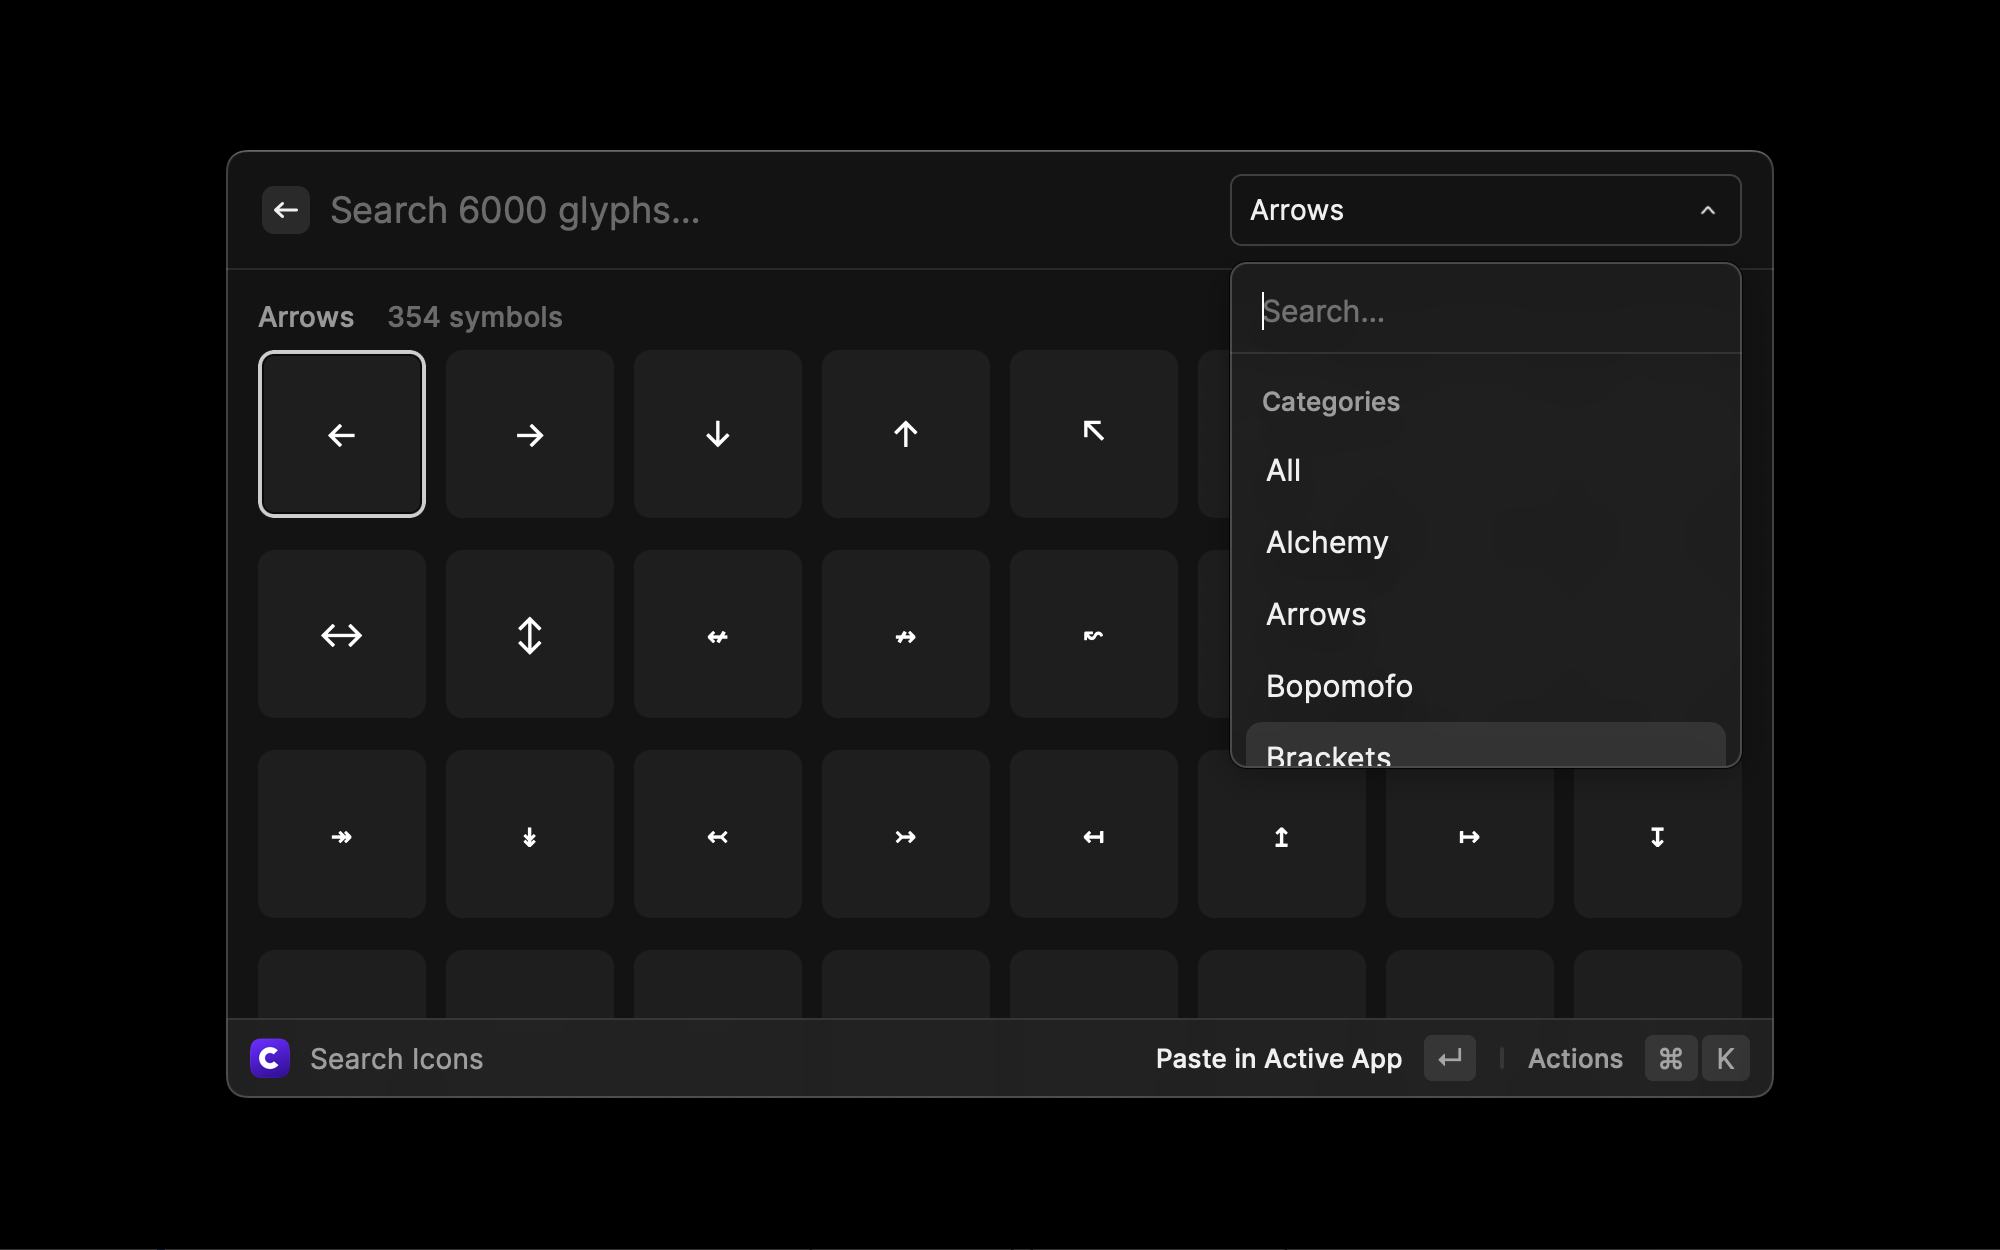 Search 6000 glyphs...
Arrows
Arrows 354 symbols
Search...
Categories
All
Alchemy
Arrows
Bopomofo
Brackets
← → ↓ ↑ ↖
↔ ↕ ↚ ↛ ↜
↠ ↡ ↢ ↣ ↤ ↥ ↦ ↧
C Search Icons
Paste in Active App ↵ Actions ⌘ K